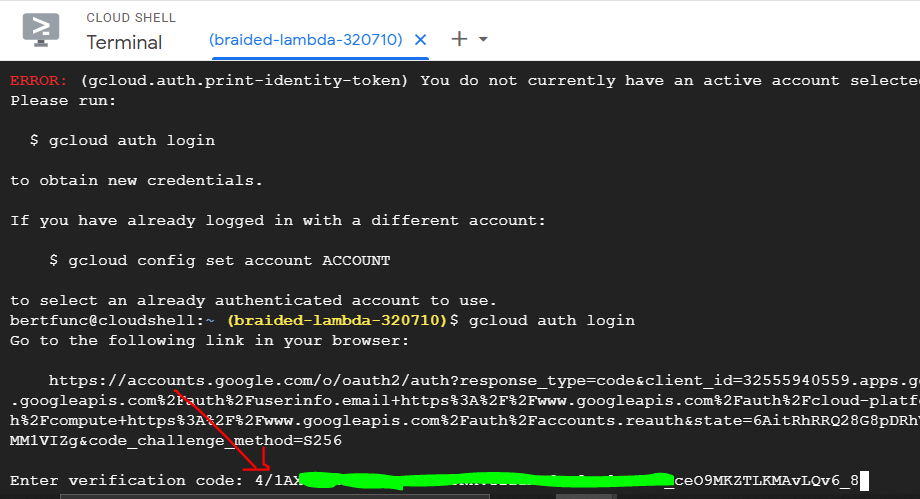 CLOUD SHELL
Terminal
(braided-lambda-320710)
ERROR: (gcloud.auth.print-identity-token) You do not currently have an active account selected
Please run:
$ gcloud auth login
to obtain new credentials.
If you have already logged in with a different account:
$ gcloud config set account ACCOUNT
to select an already authenticated account to use.
bertfunc@cloudshell:~ (braided-lambda-320710)$ gcloud auth login
Go to the following link in your browser:
https://accounts.google.com/o/oauth2/auth?response_type=code&client_id=32555940559.apps.g
.googleapis.com%2Fauth%2Fuserinfo.email+https%3A%2F%2Fwww.googleapis.com%2Fauth%2Fcloud-platf
h%2Fcompute+https%3A%2F%2Fwww.googleapis.com%2Fauth%2Faccounts.reauth&state=6AitRhRRQ28G8pDRh
MM1VIZg&code_challenge_method=S256
Enter verification code: 4/1AX _ceO9MKZTLKMAvLQv6_8